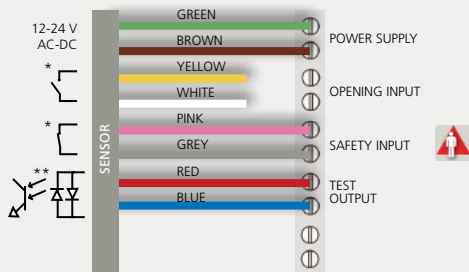 12-24 V
AC-DC
GREEN
BROWN
POWER SUPPLY
*
YELLOW
WHITE
OPENING INPUT
*
PINK
GREY
SAFETY INPUT
**
RED
BLUE
TEST
OUTPUT
SENSOR